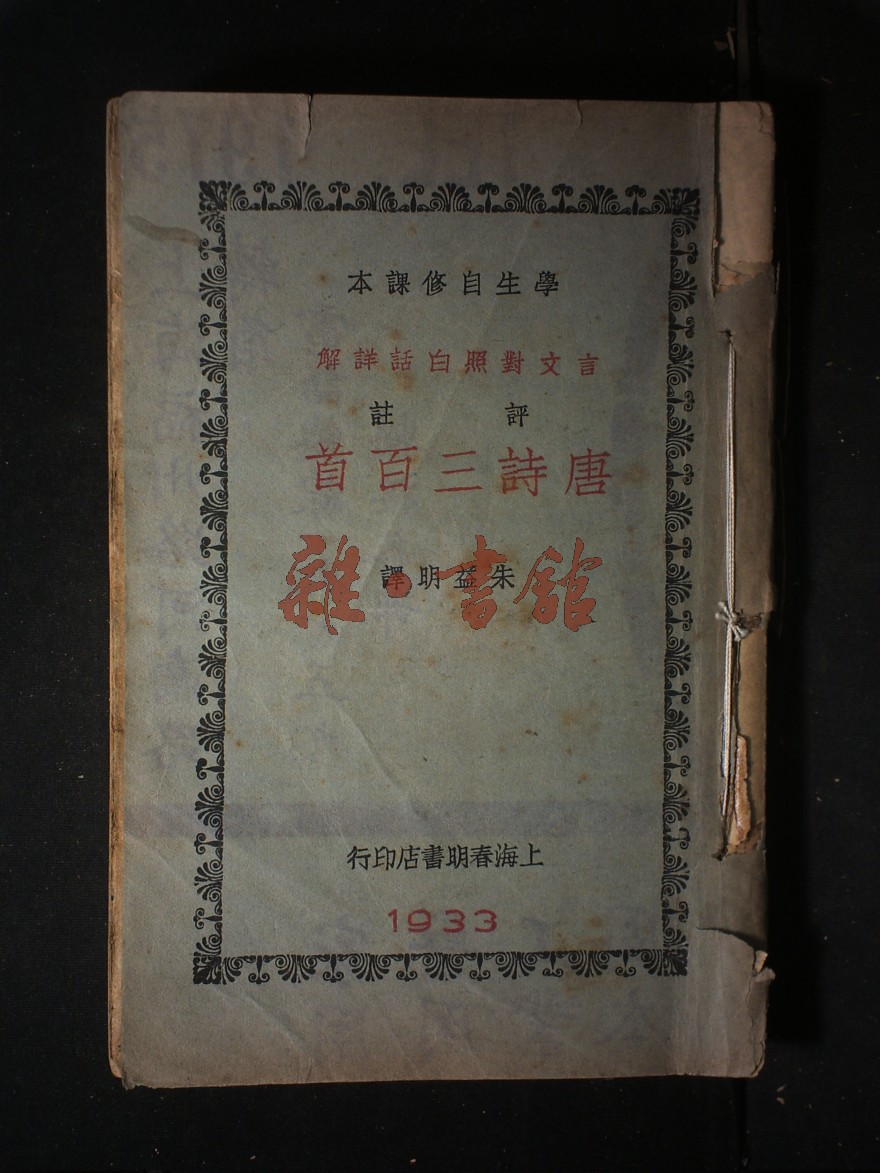 學生自修課本
言文對照白話詳解
評註
唐詩三百首
朱益明譯
雜·書館
上海春明書店印行
1933